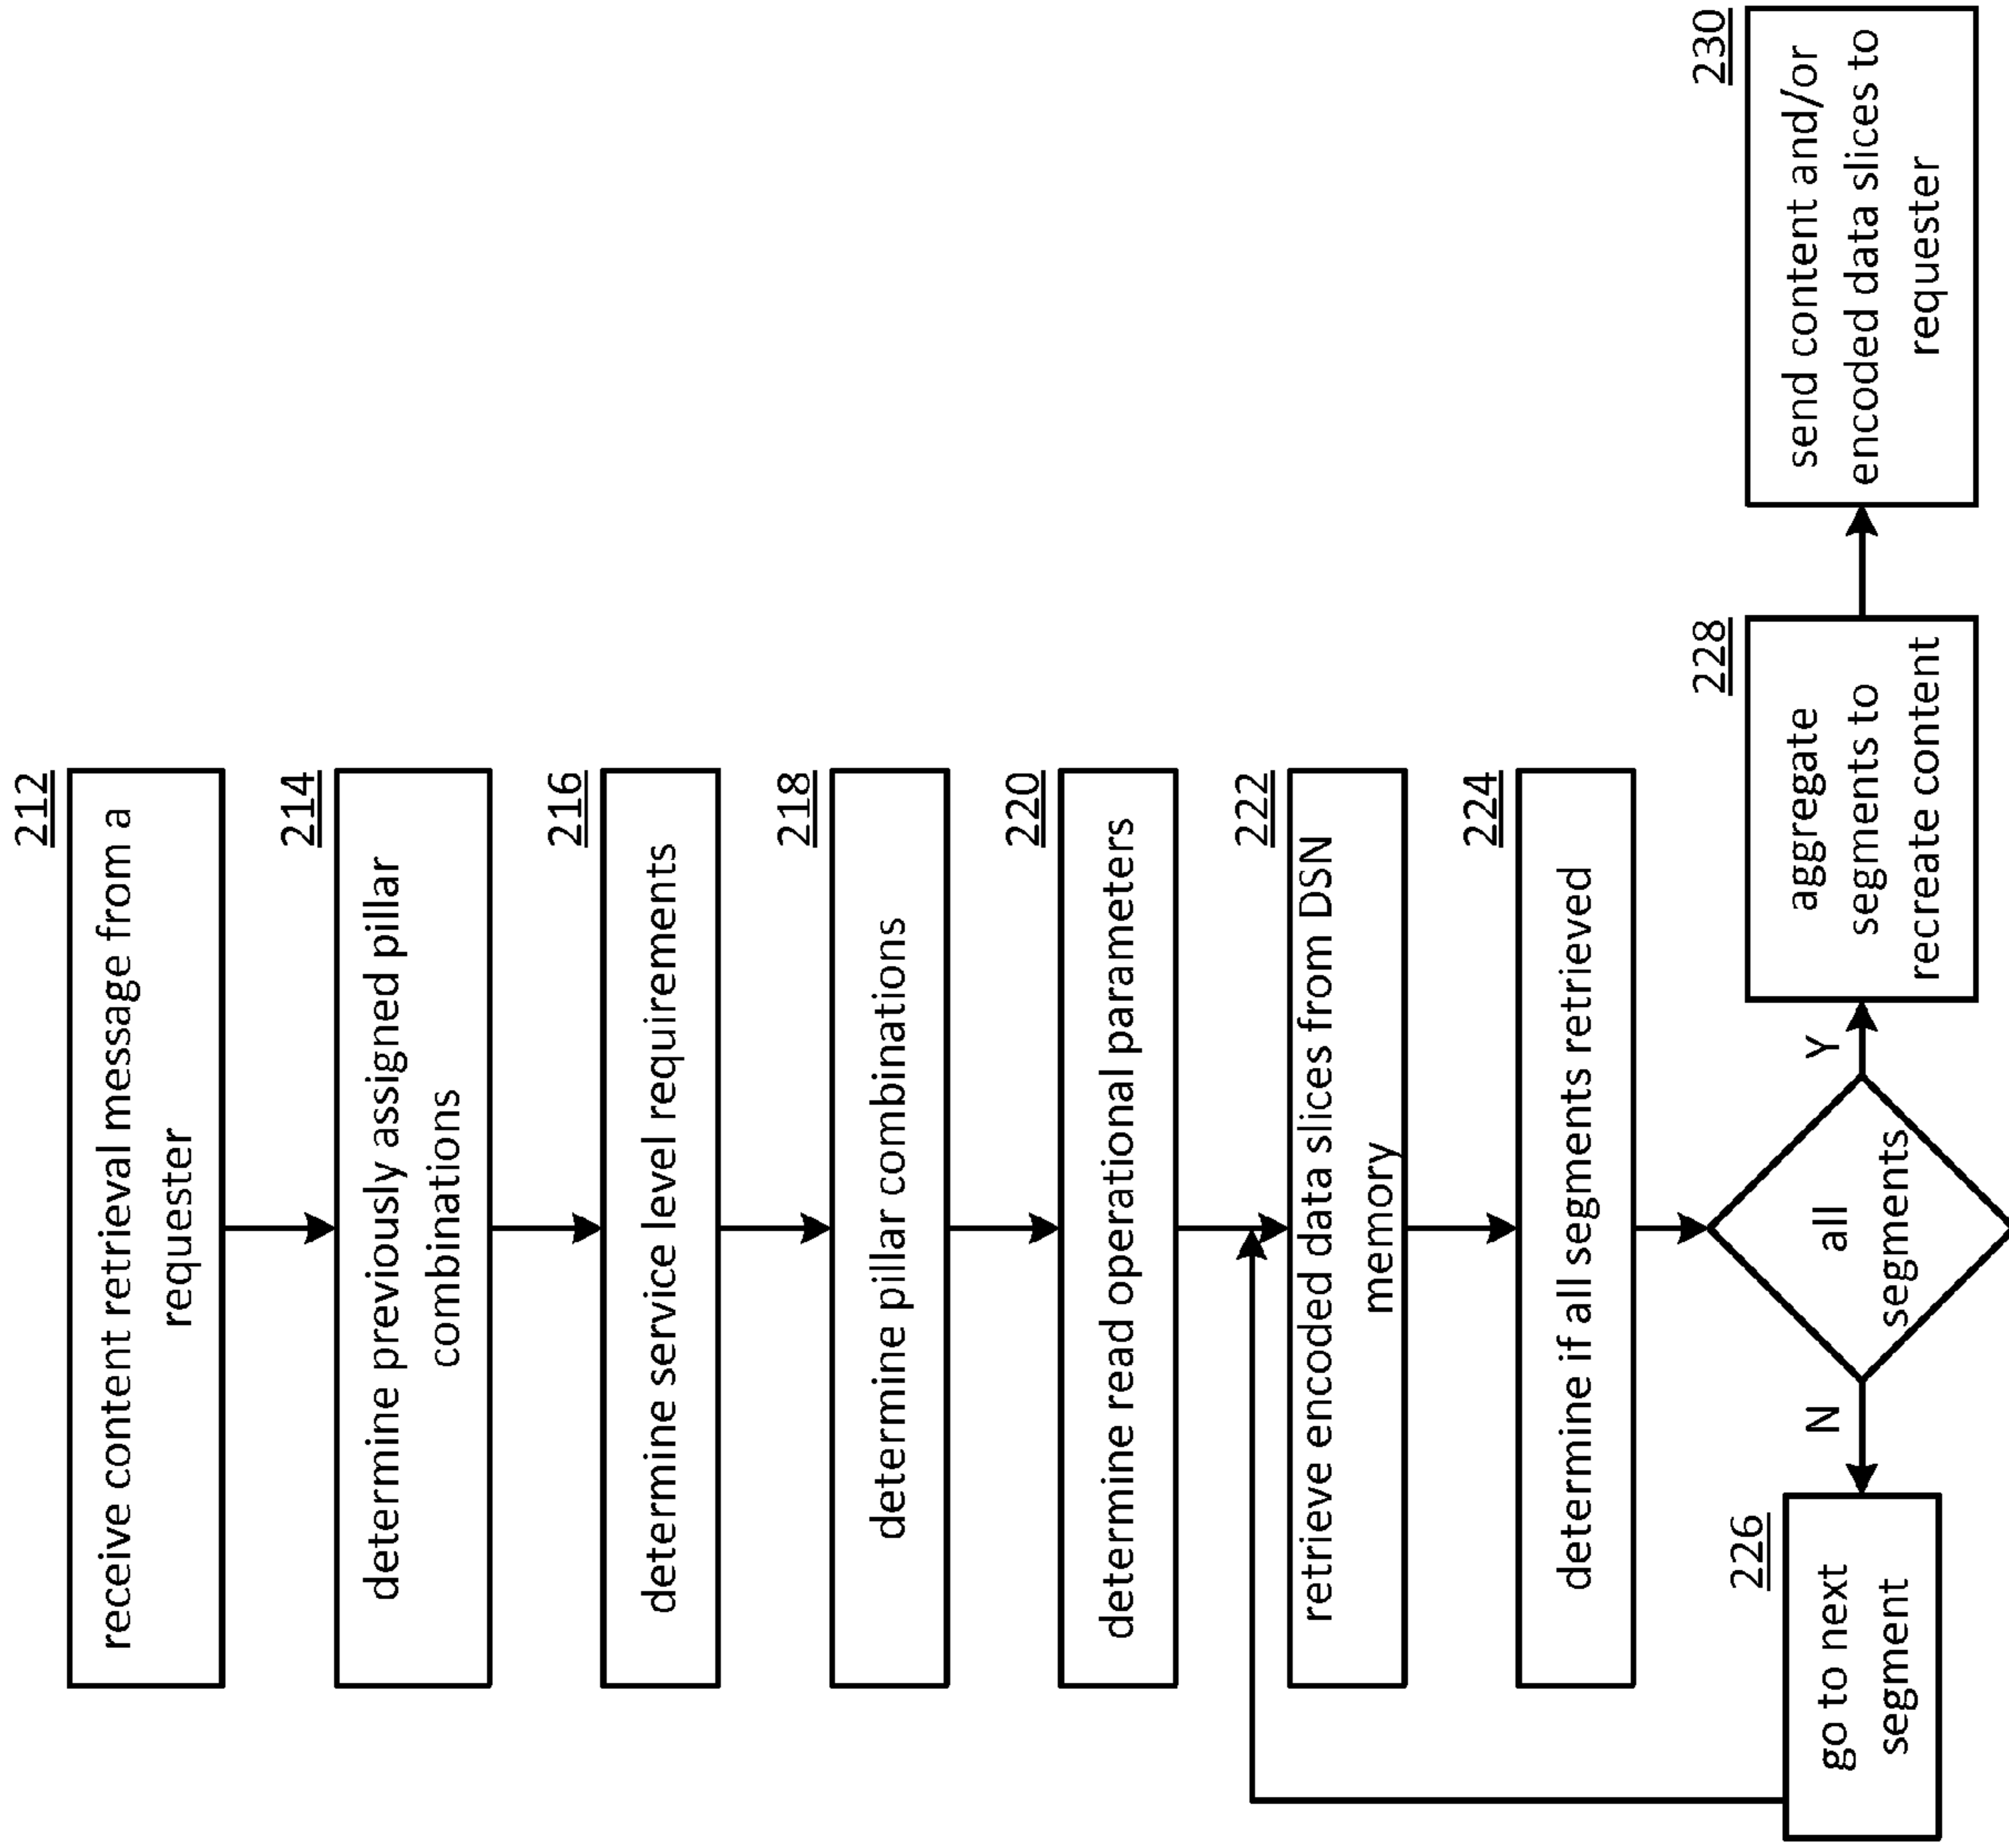 212
receive content retrieval message from a
requester
214
determine previously assigned pillar
combinations
216
determine service level requirements
218
determine pillar combinations
220
determine read operational parameters
222
retrieve encoded data slices from DSN
memory
224
determine if all segments retrieved
all
segments
N
Y
226
go to next
segment
228
aggregate
segments to
recreate content
230
send content and/or
encoded data slices to
requester